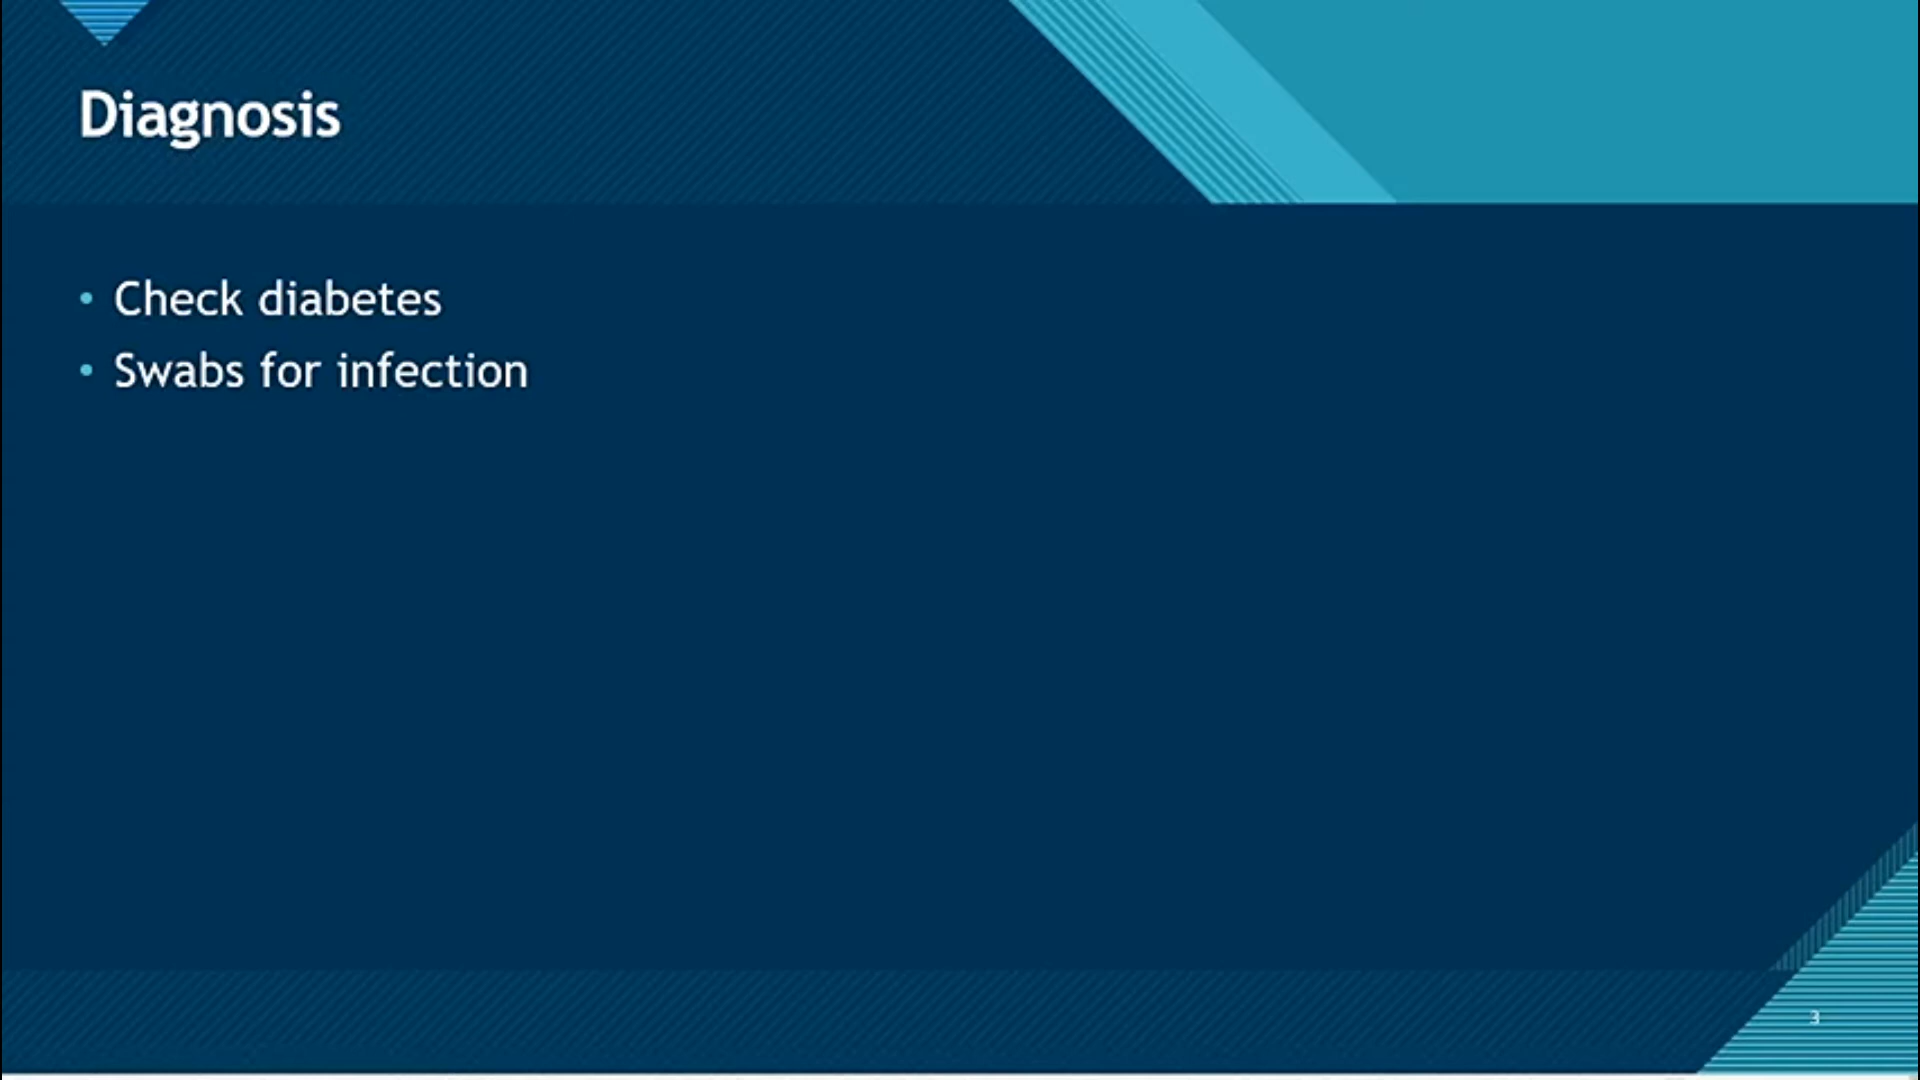 Diagnosis
• Check diabetes
• Swabs for infection
3